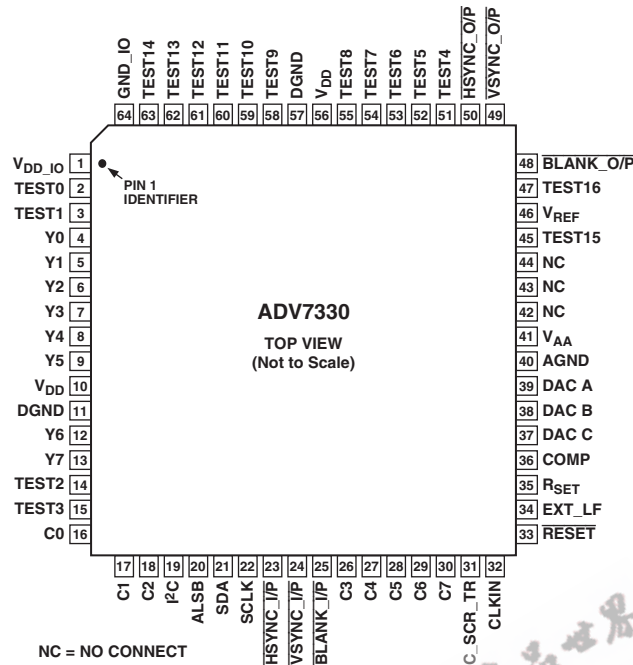 GND_IO
TEST14
TEST13
TEST12
TEST11
TEST10
TEST9
DGND
VDD
TEST8
TEST7
TEST6
TEST5
TEST4
HSYNC_O/P
VSYNC_O/P
64 63 62 61 60 59 58 57 56 55 54 53 52 51 50 49
VDD_IO 1
TEST0 2
TEST1 3
Y0 4
Y1 5
Y2 6
Y3 7
Y4 8
Y5 9
VDD 10
DGND 11
Y6 12
Y7 13
TEST2 14
TEST3 15
C0 16
PIN 1
IDENTIFIER
ADV7330
TOP VIEW
(Not to Scale)
48 BLANK_O/P
47 TEST16
46 VREF
45 TEST15
44 NC
43 NC
42 NC
41 VAA
40 AGND
39 DAC A
38 DAC B
37 DAC C
36 COMP
35 RSET
34 EXT_LF
33 RESET
17 18 19 20 21 22 23 24 25 26 27 28 29 30 31 32
C1
C2
I²C
ALSB
SDA
SCLK
HSYNC_I/P
VSYNC_I/P
BLANK_I/P
C3
C4
C5
C6
C7
C_SCR_TR
CLKIN
NC = NO CONNECT
世界